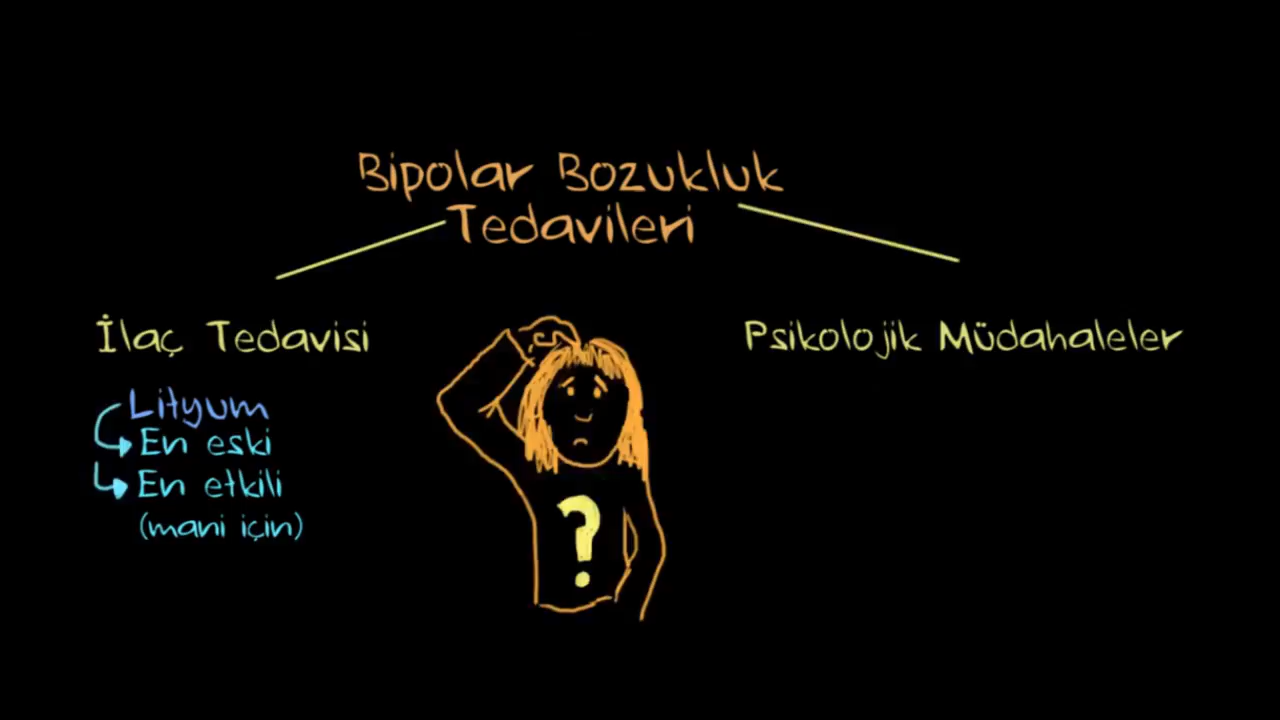 Bipolar Bozukluk
Tedavileri
İlaç Tedavisi
Lityum
En eski
En etkili
(mani için)
?
Psikolojik Müdahaleler